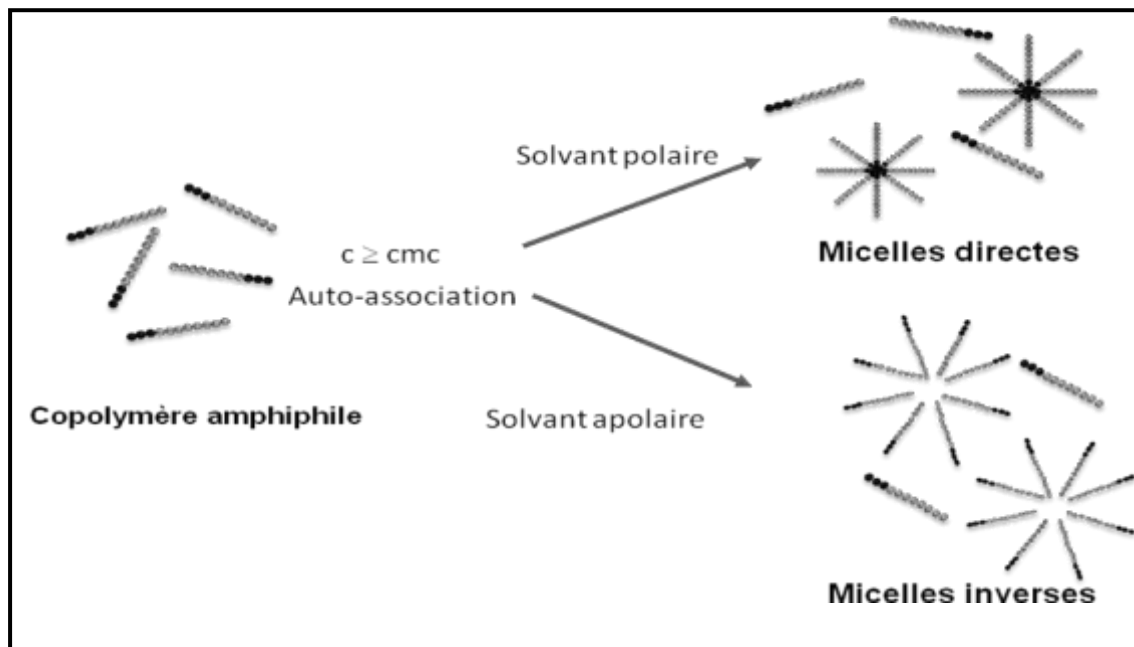 Solvant polaire
Micelles directes
c ≥ cmc
Auto-association
Copolymère amphiphile
Solvant apolaire
Micelles inverses